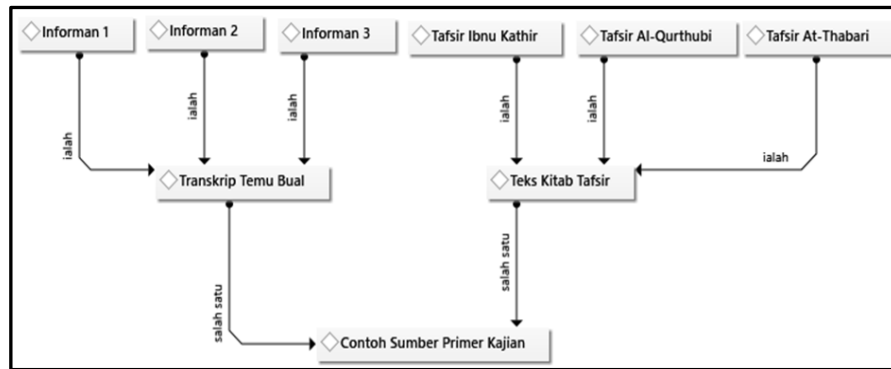 Informan 1
Informan 2
Informan 3
Tafsir Ibnu Kathir
Tafsir Al-Qurthubi
Tafsir At-Thabari
ialah
ialah
ialah
ialah
ialah
ialah
Transkrip Temu Bual
Teks Kitab Tafsir
salah satu
salah satu
Contoh Sumber Primer Kajian